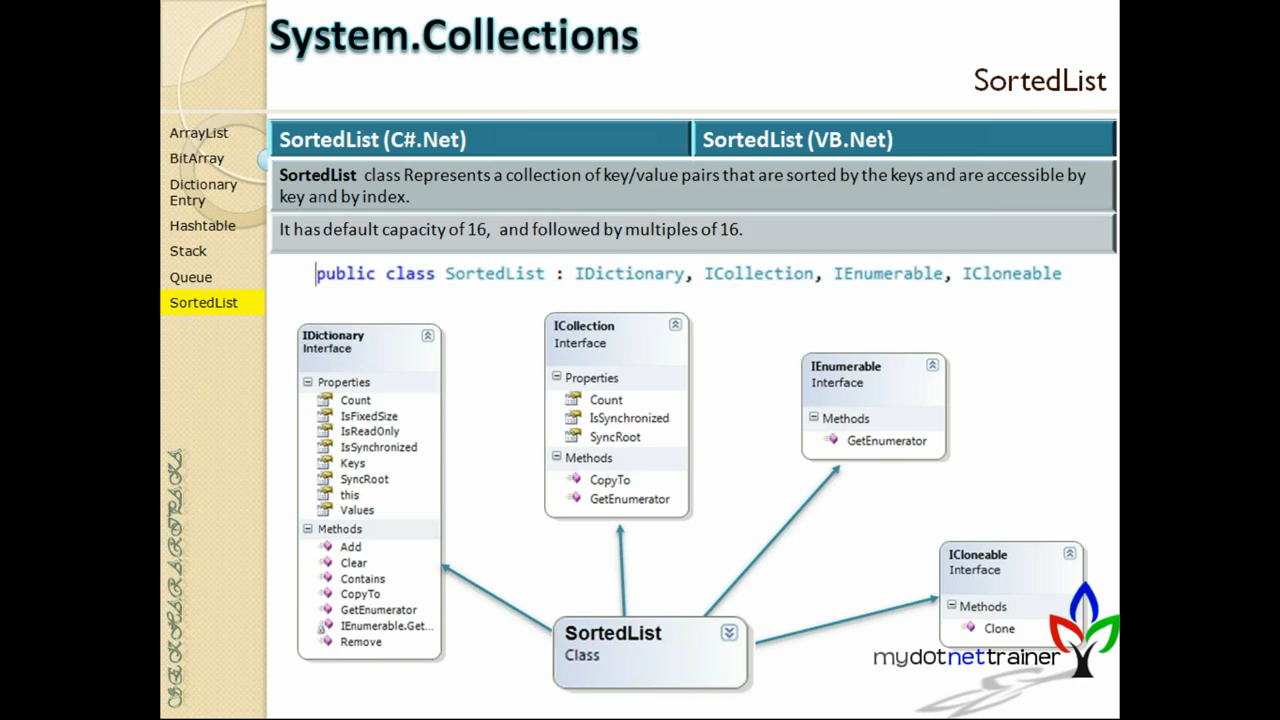 System.Collections
SortedList
ArrayList
BitArray
Dictionary
Entry
Hashtable
Stack
Queue
SortedList
SortedList (C#.Net)
SortedList (VB.Net)
SortedList class Represents a collection of key/value pairs that are sorted by the keys and are accessible by
key and by index.
It has default capacity of 16, and followed by multiples of 16.
public class SortedList : IDictionary, ICollection, IEnumerable, ICloneable
IDictionary
Interface
Properties
Count
IsFixedSize
IsReadOnly
IsSynchronized
Keys
SyncRoot
this
Values
Methods
Add
Clear
Contains
CopyTo
GetEnumerator
IEnumerable.Get...
Remove
ICollection
Interface
Properties
Count
IsSynchronized
SyncRoot
Methods
CopyTo
GetEnumerator
IEnumerable
Interface
Methods
GetEnumerator
ICloneable
Interface
Methods
Clone
SortedList
Class
mydotnettrainer